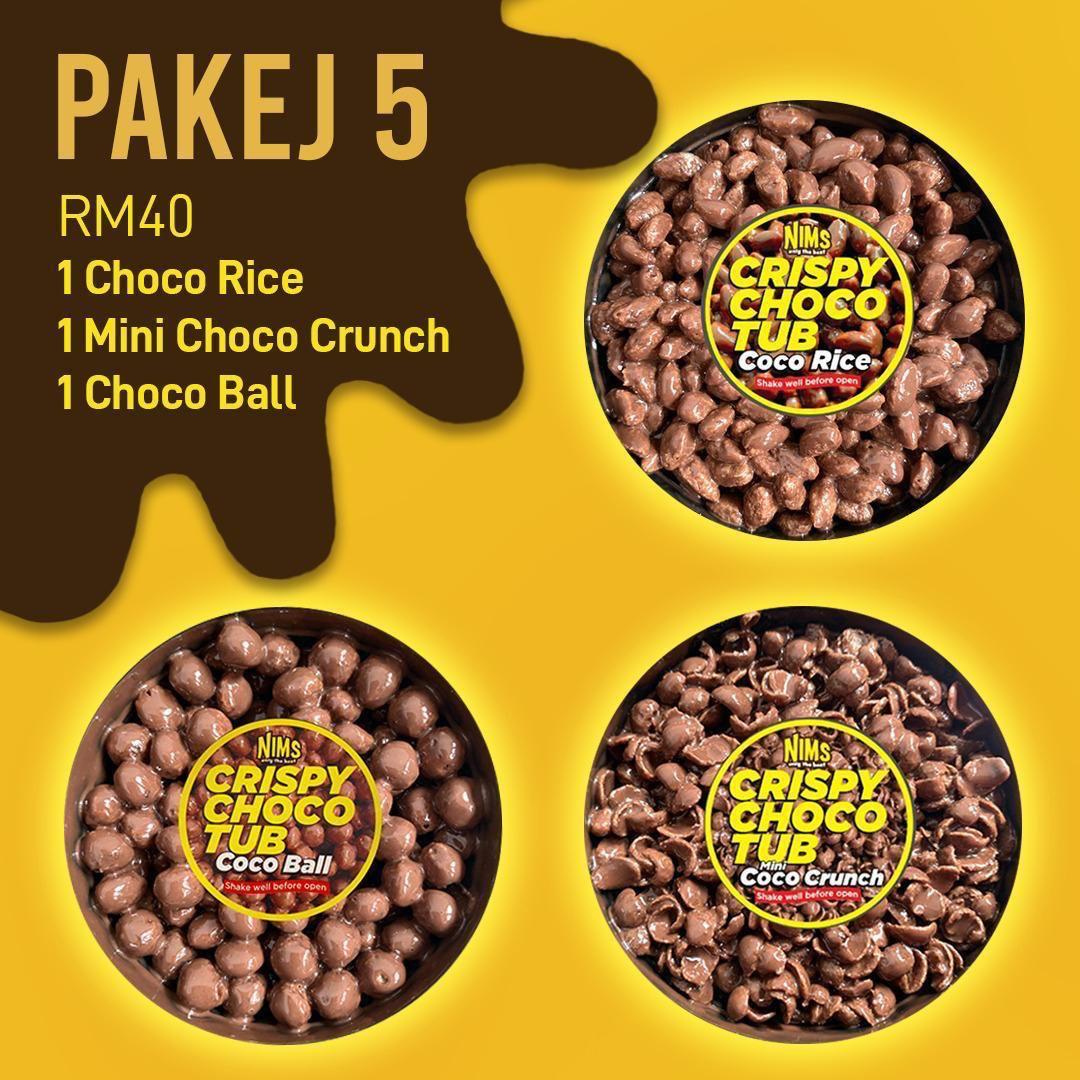 PAKEJ 5
RM40
1 Choco Rice
1 Mini Choco Crunch
1 Choco Ball
NIMS
only the best
CRISPY
CHOCO
TUB
Coco Rice
Shake well before open
NIMS
only the best
CRISPY
CHOCO
TUB
Coco Ball
Shake well before open
NIMS
only the best
CRISPY
CHOCO
TUB
Mini
Coco Crunch
Shake well before open